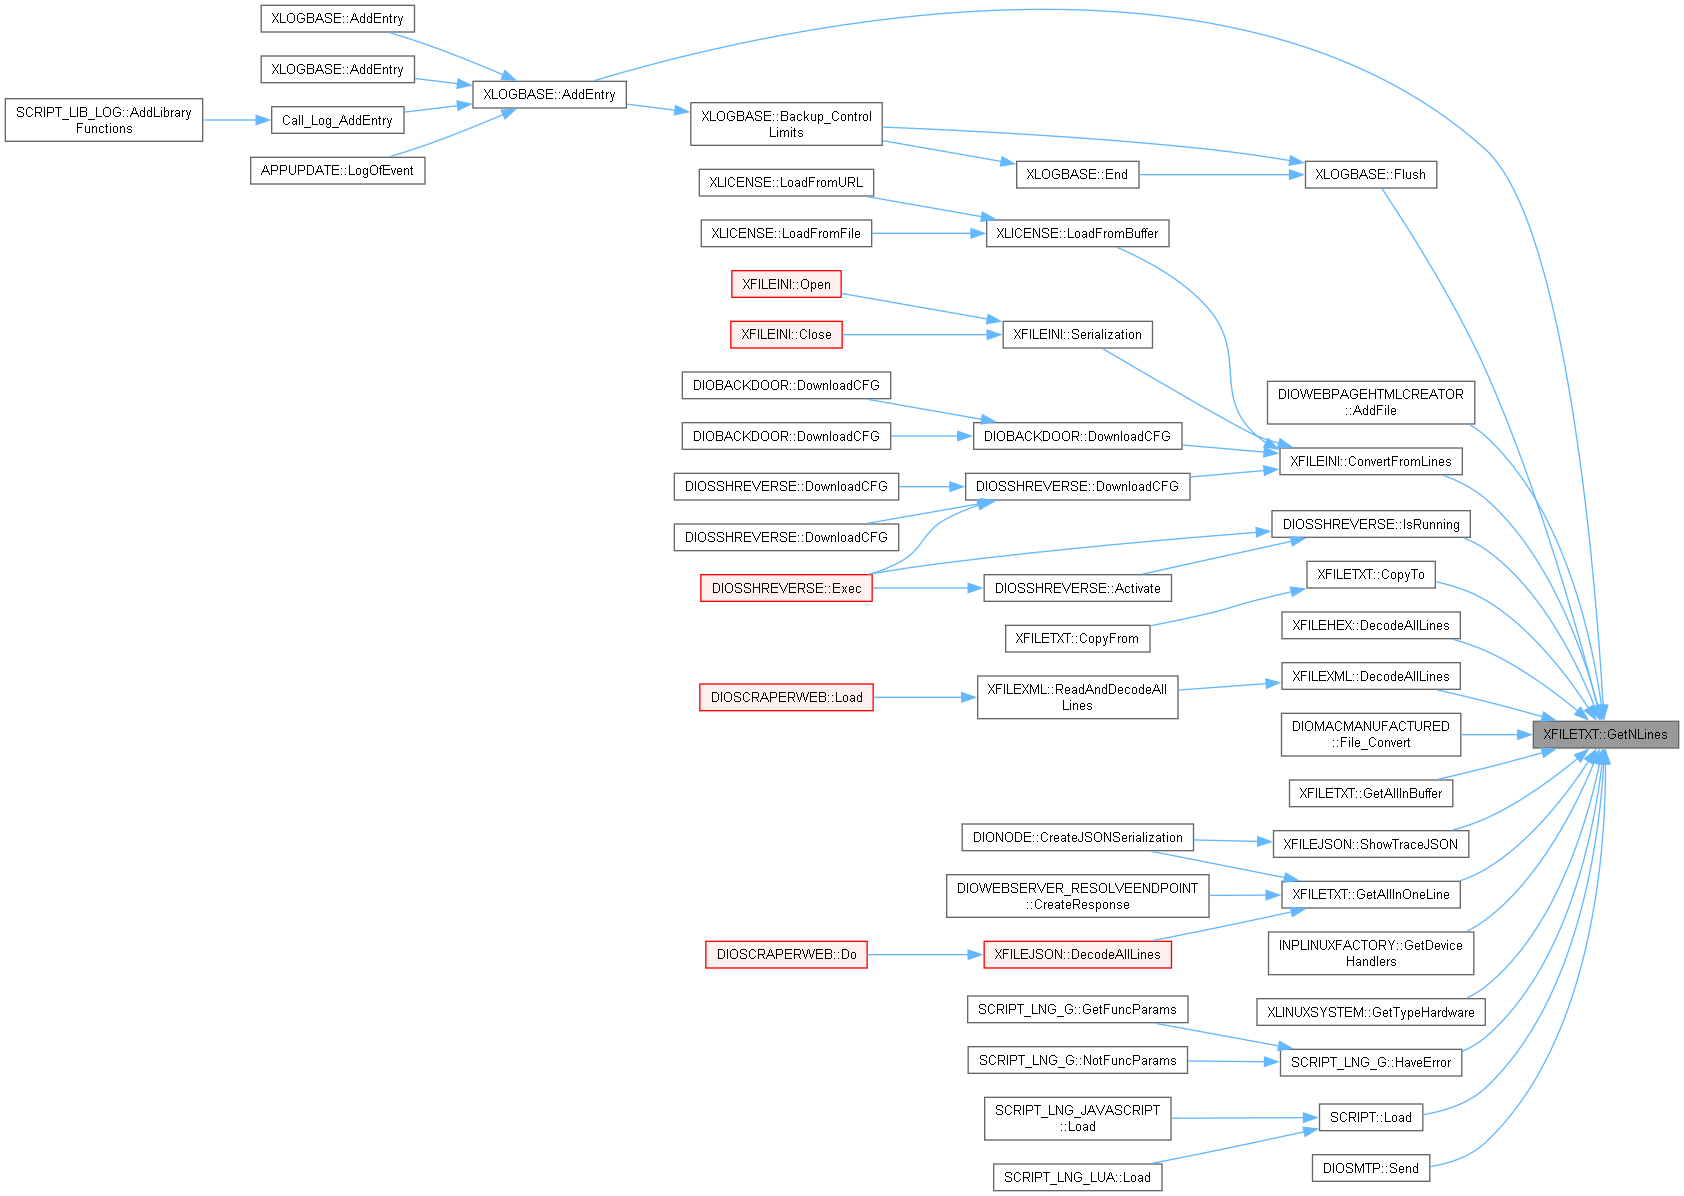 XLOGBASE::AddEntry
XLOGBASE::AddEntry
XLOGBASE::AddEntry
SCRIPT_LIB_LOG::AddLibrary
Functions
Call_Log_AddEntry
APPUPDATE::LogOfEvent
XLOGBASE::Backup_Control
Limits
XLOGBASE::End
XLOGBASE::Flush
XLICENSE::LoadFromURL
XLICENSE::LoadFromFile
XLICENSE::LoadFromBuffer
XFILEINI::Open
XFILEINI::Close
XFILEINI::Serialization
DIOBACKDOOR::DownloadCFG
DIOBACKDOOR::DownloadCFG
DIOBACKDOOR::DownloadCFG
DIOWEBPAGEHTMLCREATOR
::AddFile
XFILEINI::ConvertFromLines
DIOSSHREVERSE::DownloadCFG
DIOSSHREVERSE::DownloadCFG
DIOSSHREVERSE::DownloadCFG
DIOSSHREVERSE::IsRunning
DIOSSHREVERSE::Exec
DIOSSHREVERSE::Activate
XFILETXT::CopyTo
XFILETXT::CopyFrom
XFILEHEX::DecodeAllLines
DIOSCRAPERWEB::Load
XFILEXML::ReadAndDecodeAll
Lines
XFILEXML::DecodeAllLines
DIOMACMANUFACTURED
::File_Convert
XFILETXT::GetNLines
XFILETXT::GetAllInBuffer
DIONODE::CreateJSONSerialization
XFILEJSON::ShowTraceJSON
DIOWEBSERVER_RESOLVEENDPOINT
::CreateResponse
XFILETXT::GetAllInOneLine
DIOSCRAPERWEB::Do
XFILEJSON::DecodeAllLines
INPLINUXFACTORY::GetDevice
Handlers
XLINUXSYSTEM::GetTypeHardware
SCRIPT_LNG_G::GetFuncParams
SCRIPT_LNG_G::NotFuncParams
SCRIPT_LNG_G::HaveError
SCRIPT_LNG_JAVASCRIPT
::Load
SCRIPT::Load
SCRIPT_LNG_LUA::Load
DIOSMTP::Send